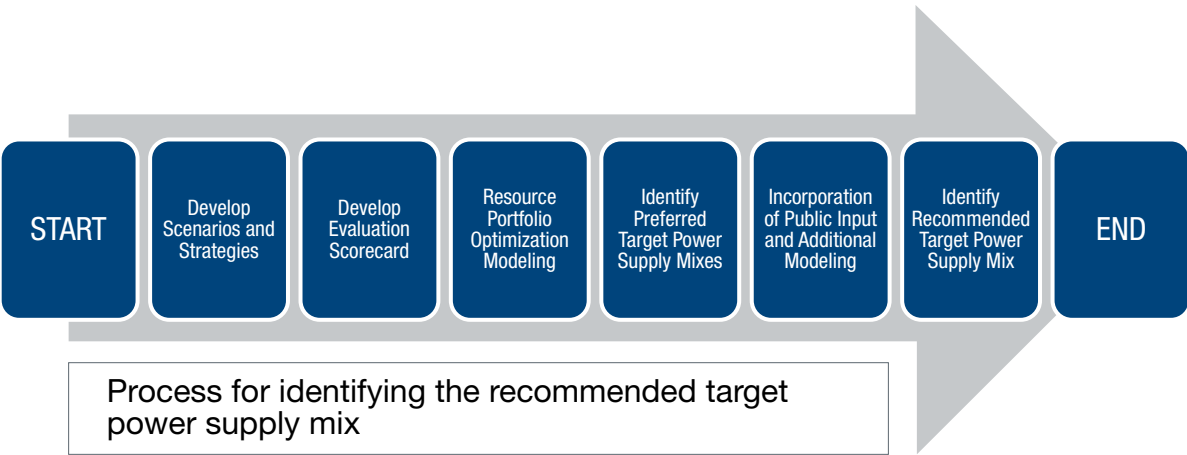 START
Develop
Scenarios and
Strategies
Develop
Evaluation
Scorecard
Resource
Portfolio
Optimization
Modeling
Identify
Preferred
Target Power
Supply Mixes
Incorporation
of Public Input
and Additional
Modeling
Identify
Recommended
Target Power
Supply Mix
END
Process for identifying the recommended target
power supply mix